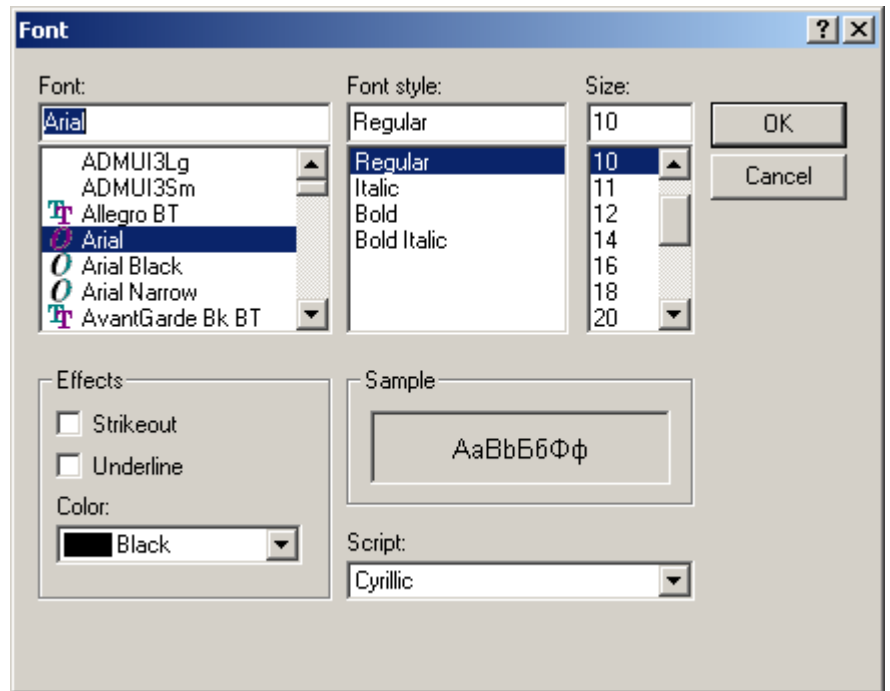 Font
Font:
Arial
ADMUI3Lg
ADMUI3Sm
Allegro BT
Arial
Arial Black
Arial Narrow
AvantGarde Bk BT
Font style:
Regular
Regular
Italic
Bold
Bold Italic
Size:
10
10
11
12
14
16
18
20
OK
Cancel
Effects
Strikeout
Underline
Color:
Black
Sample
АаВbБбФф
Script:
Cyrillic